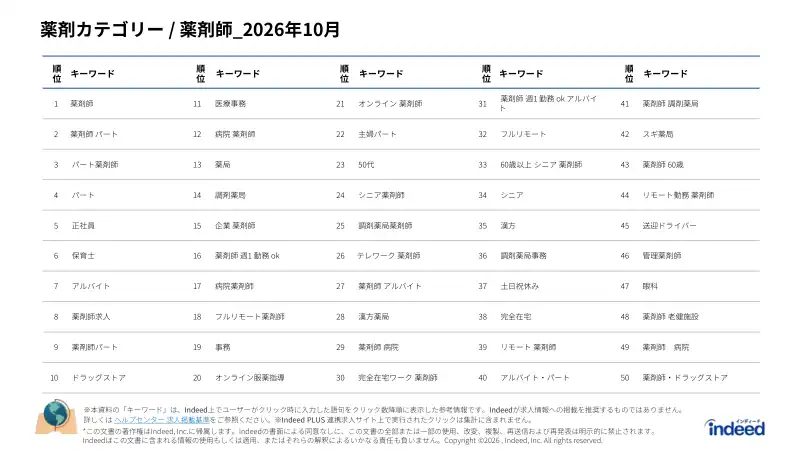 薬剤カテゴリー / 薬剤師_2026年10月
順位 キーワード 順位 キーワード 順位 キーワード 順位 キーワード 順位 キーワード
1 薬剤師 11 医療事務 21 オンライン 薬剤師 31 薬剤師 週1 勤務 ok アルバイト 41 薬剤師 調剤薬局
2 薬剤師 パート 12 病院 薬剤師 22 主婦パート 32 フルリモート 42 スギ薬局
3 パート薬剤師 13 薬局 23 50代 33 60歳以上 シニア 薬剤師 43 薬剤師 60歳
4 パート 14 調剤薬局 24 シニア薬剤師 34 シニア 44 リモート勤務 薬剤師
5 正社員 15 企業 薬剤師 25 調剤薬局薬剤師 35 漢方 45 送迎ドライバー
6 保育士 16 薬剤師 週1 勤務 ok 26 テレワーク 薬剤師 36 調剤薬局事務 46 管理薬剤師
7 アルバイト 17 病院薬剤師 27 薬剤師 アルバイト 37 土日祝休み 47 眼科
8 薬剤師求人 18 フルリモート薬剤師 28 漢方薬局 38 完全在宅 48 薬剤師 老健施設
9 薬剤師パート 19 事務 29 薬剤師 病院 39 リモート 薬剤師 49 薬剤師　病院
10 ドラッグストア 20 オンライン服薬指導 30 完全在宅ワーク 薬剤師 40 アルバイト・パート 50 薬剤師・ドラッグストア
※本資料の「キーワード」は、Indeed上でユーザーがクリック時に入力した語句をクリック数降順に表示した参考情報です。Indeedが求人情報への掲載を推奨するものではありません。
詳しくは ヘルプセンター 求人掲載基準をご参照ください。※Indeed PLUS 連携求人サイト上で実行されたクリックは集計に含まれません。
*この文書の著作権はIndeed, Inc.に帰属します。Indeedの書面による同意なしに、この文書の全部または一部の使用、改変、複製、再送信および再発表は明示的に禁止されます。
Indeedはこの文書に含まれる情報の使用もしくは適用、またはそれらの解釈によるいかなる責任も負いません。Copyright ©2026 , Indeed, Inc. All rights reserved.
インディード
indeed